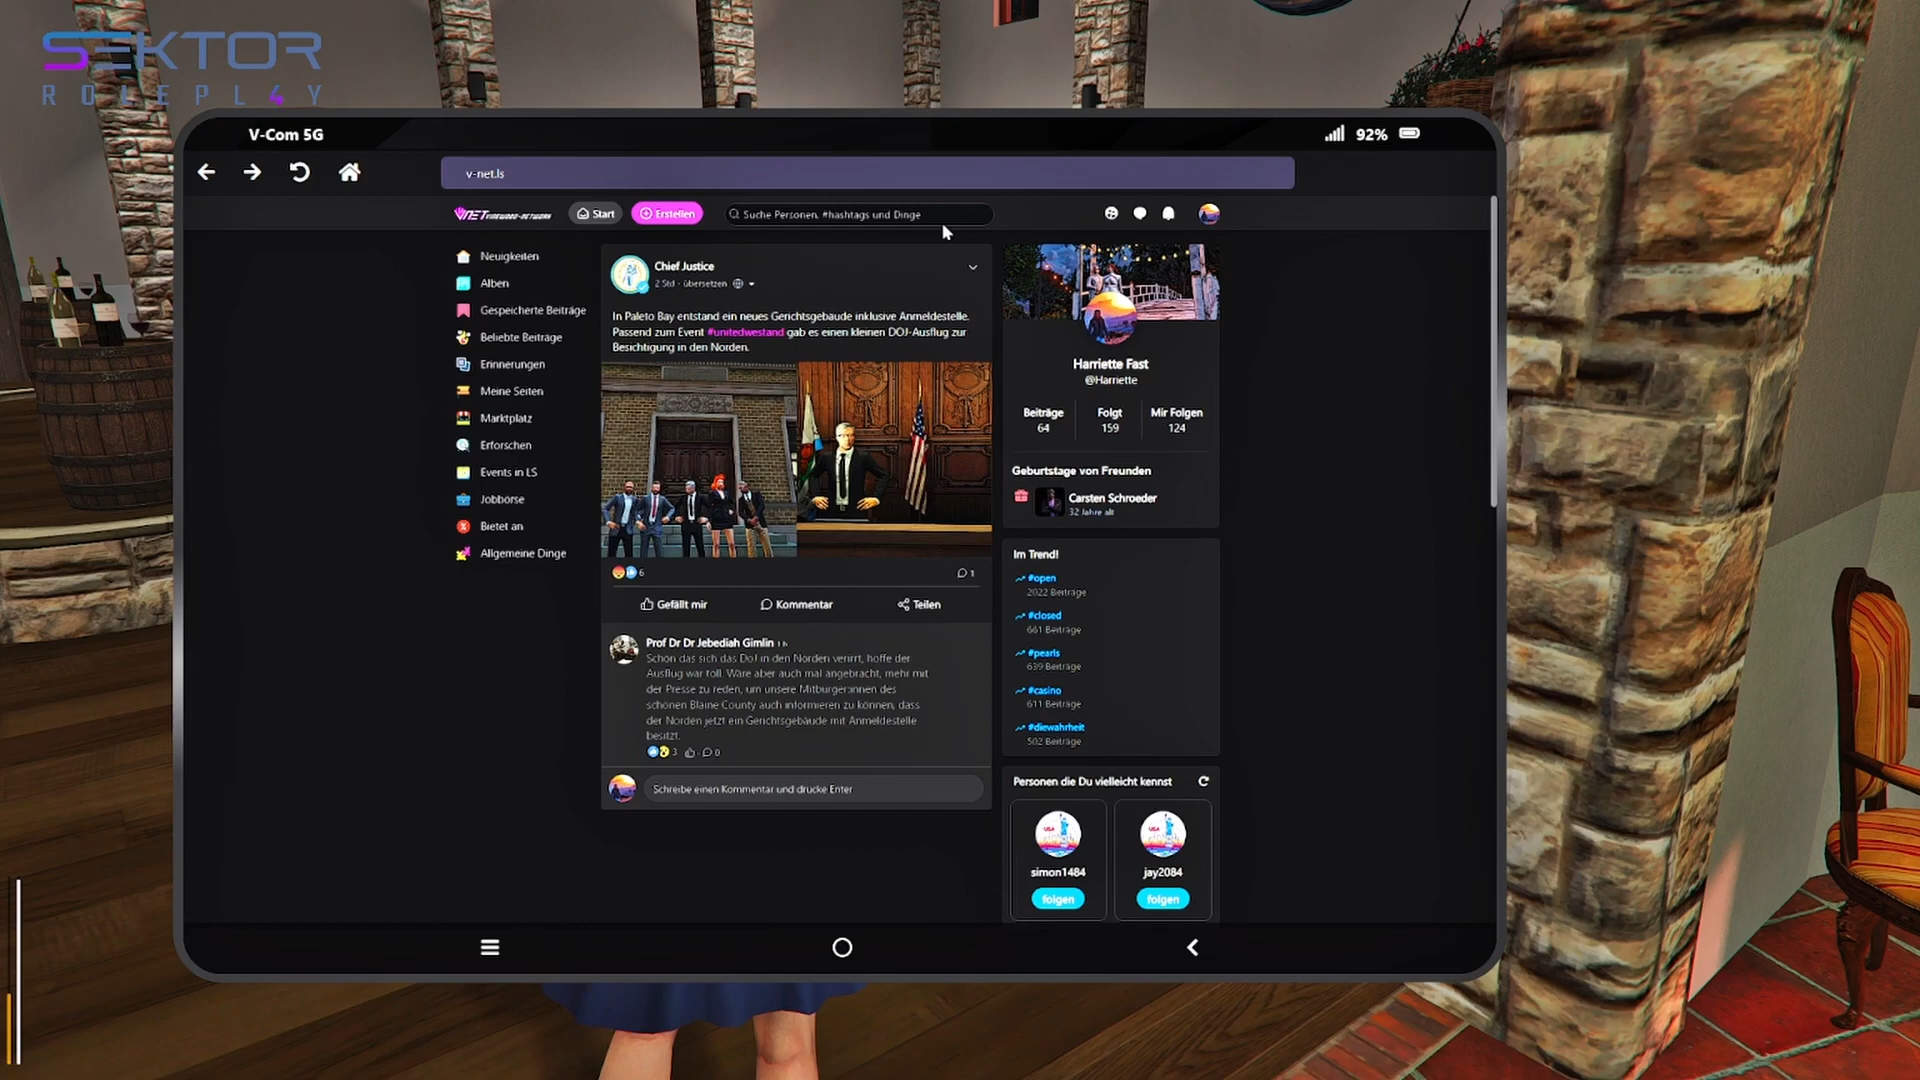 SEKTOR
ROLEPL4Y
V-Com 5G
92%
v-net.ls
VNET VINEWOOD-NETWORK
Start
Erstellen
Suche Personen, #hashtags und Dinge
Neuigkeiten
Alben
Gespeicherte Beiträge
Beliebte Beiträge
Erinnerungen
Meine Seiten
Marktplatz
Erforschen
Events in LS
Jobbörse
Bietet an
Allgemeine Dinge
Chief Justice
2 Std - übersetzen
In Paleto Bay entstand ein neues Gerichtsgebäude inklusive Anmeldestelle.
Passend zum Event #unitedwestand gab es einen kleinen DOJ-Ausflug zur
Besichtigung in den Norden.
6
1
Gefällt mir
Kommentar
Teilen
Prof Dr Dr Jebediah Gimlin 1 h
Schön das sich das DoJ in den Norden verirrt, hoffe der
Ausflug war toll. Wäre aber auch mal angebracht, mehr mit
der Presse zu reden, um unsere Mitbürger:innen des
schönen Blaine County auch informieren zu können, dass
der Norden jetzt ein Gerichtsgebäude mit Anmeldestelle
besitzt.
3
0
Schreibe einen Kommentar und drücke Enter
Harriette Fast
@Harriette
Beiträge
64
Folgt
159
Mir Folgen
124
Geburtstage von Freunden
Carsten Schroeder
32 Jahre alt
Im Trend!
#open
2022 Beiträge
#closed
661 Beiträge
#pearls
639 Beiträge
#casino
611 Beiträge
#diewahrheit
502 Beiträge
Personen die Du vielleicht kennst
simon1484
folgen
jay2084
folgen